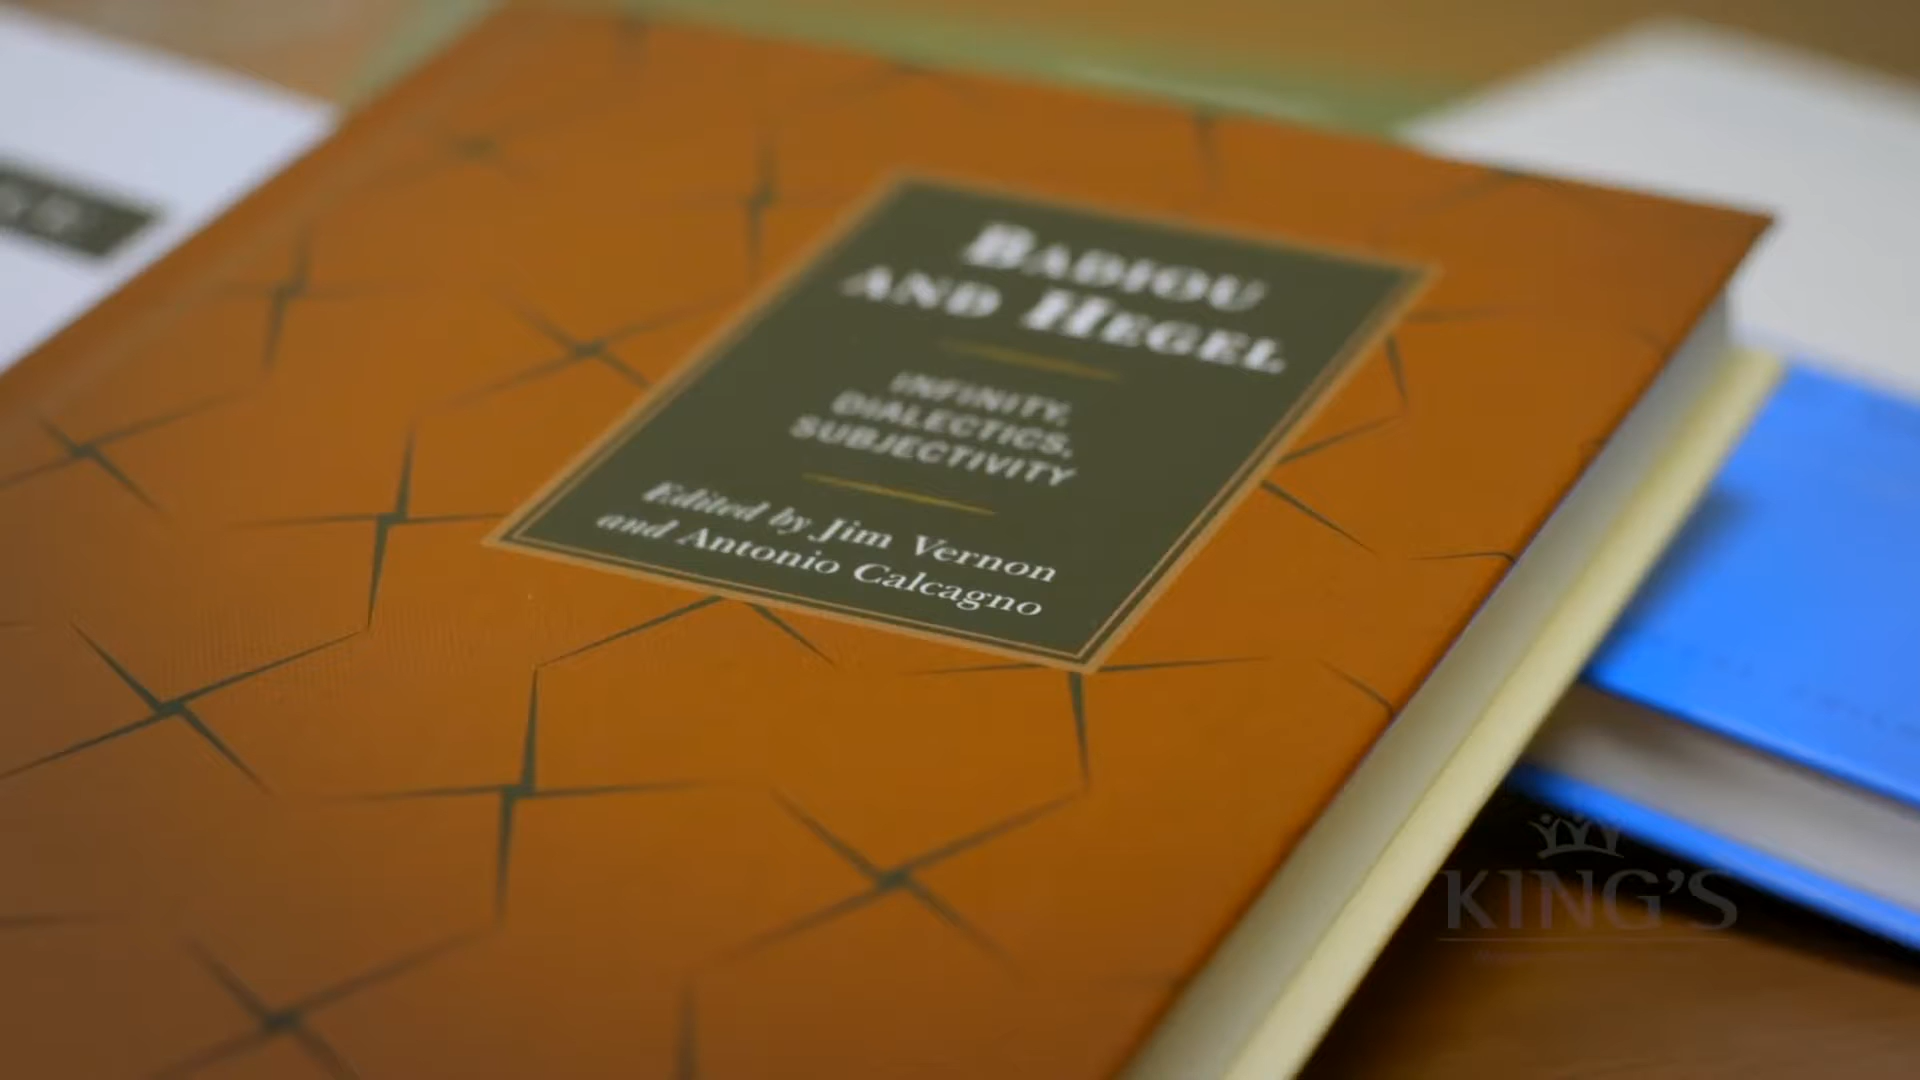 BADIOU
AND HEGEL
INFINITY,
DIALECTICS,
SUBJECTIVITY
Edited by Jim Vernon
and Antonio Calcagno
KING'S